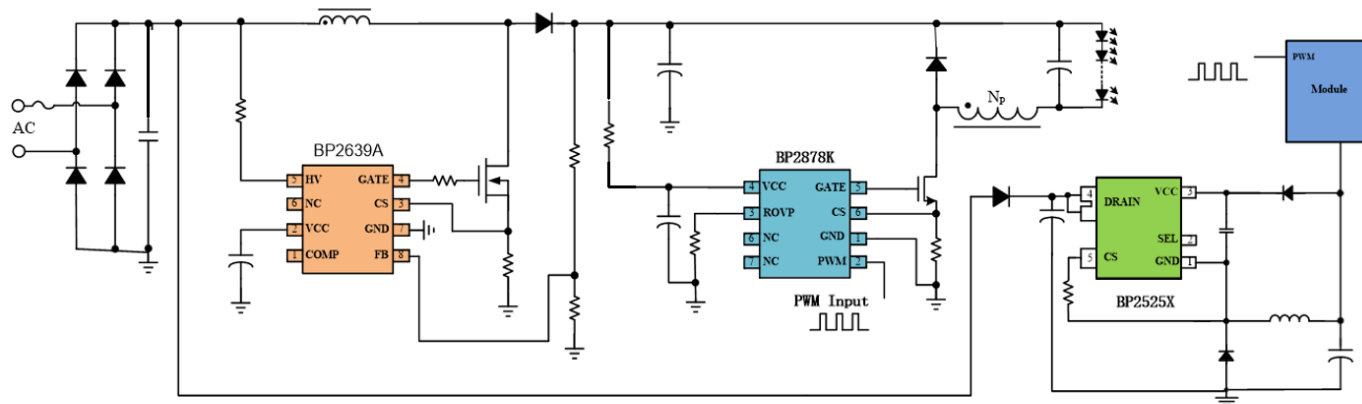 AC
BP2639A
5 HV GATE 4
6 NC CS 3
2 VCC GND 7
1 COMP FB 8
BP2878K
4 VCC GATE 5
3 ROVP CS 6
6 NC GND 1
7 NC PWM 2
PWM Input
NP
4 DRAIN VCC 3
SEL 2
5 CS GND 1
BP2525X
PWM
Module